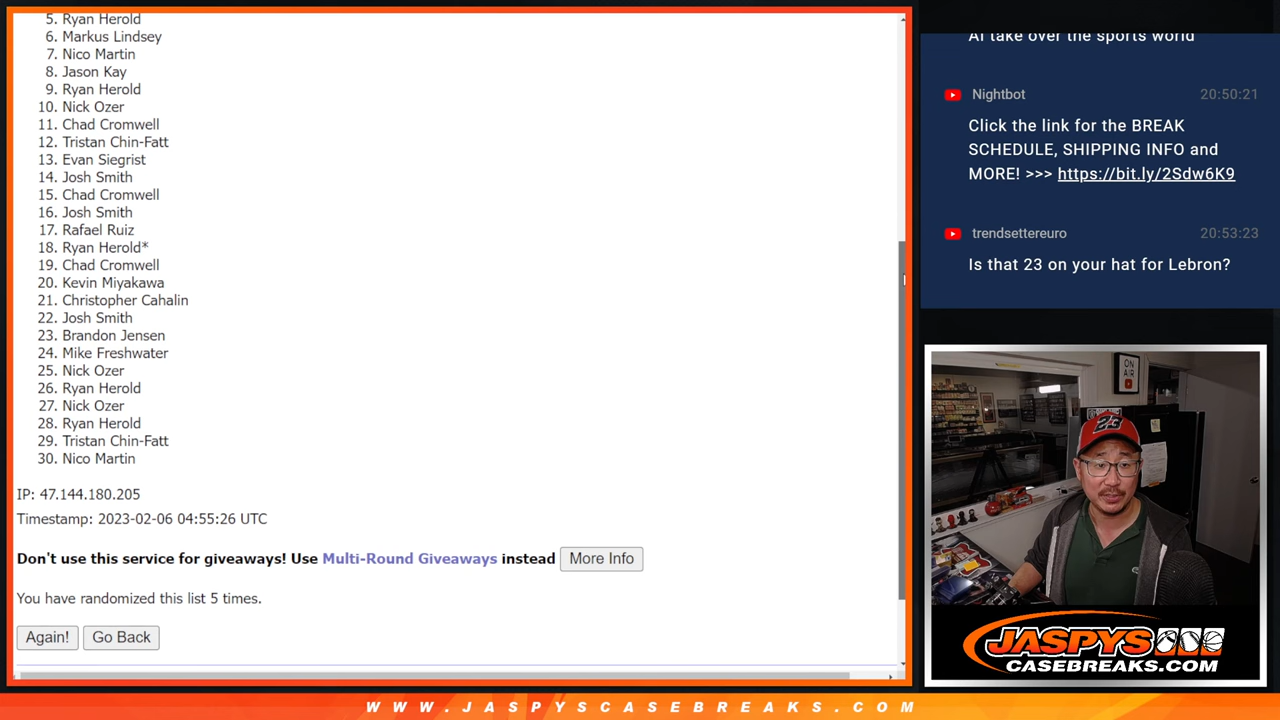 5. Ryan Herold
6. Markus Lindsey
7. Nico Martin
8. Jason Kay
9. Ryan Herold
10. Nick Ozer
11. Chad Cromwell
12. Tristan Chin-Fatt
13. Evan Siegrist
14. Josh Smith
15. Chad Cromwell
16. Josh Smith
17. Rafael Ruiz
18. Ryan Herold*
19. Chad Cromwell
20. Kevin Miyakawa
21. Christopher Cahalin
22. Josh Smith
23. Brandon Jensen
24. Mike Freshwater
25. Nick Ozer
26. Ryan Herold
27. Nick Ozer
28. Ryan Herold
29. Tristan Chin-Fatt
30. Nico Martin
IP: 47.144.180.205
Timestamp: 2023-02-06 04:55:26 UTC
Don't use this service for giveaways! Use Multi-Round Giveaways instead More Info
You have randomized this list 5 times.
Again! Go Back
AI take over the sports world
Nightbot 20:50:21
Click the link for the BREAK
SCHEDULE, SHIPPING INFO and
MORE! >>> https://bit.ly/2Sdw6K9
trendsettereuro 20:53:23
Is that 23 on your hat for Lebron?
ON
AIR
23
JASPYS
CASEBREAKS.COM
WWW.JASPYSCASEBREAKS.COM